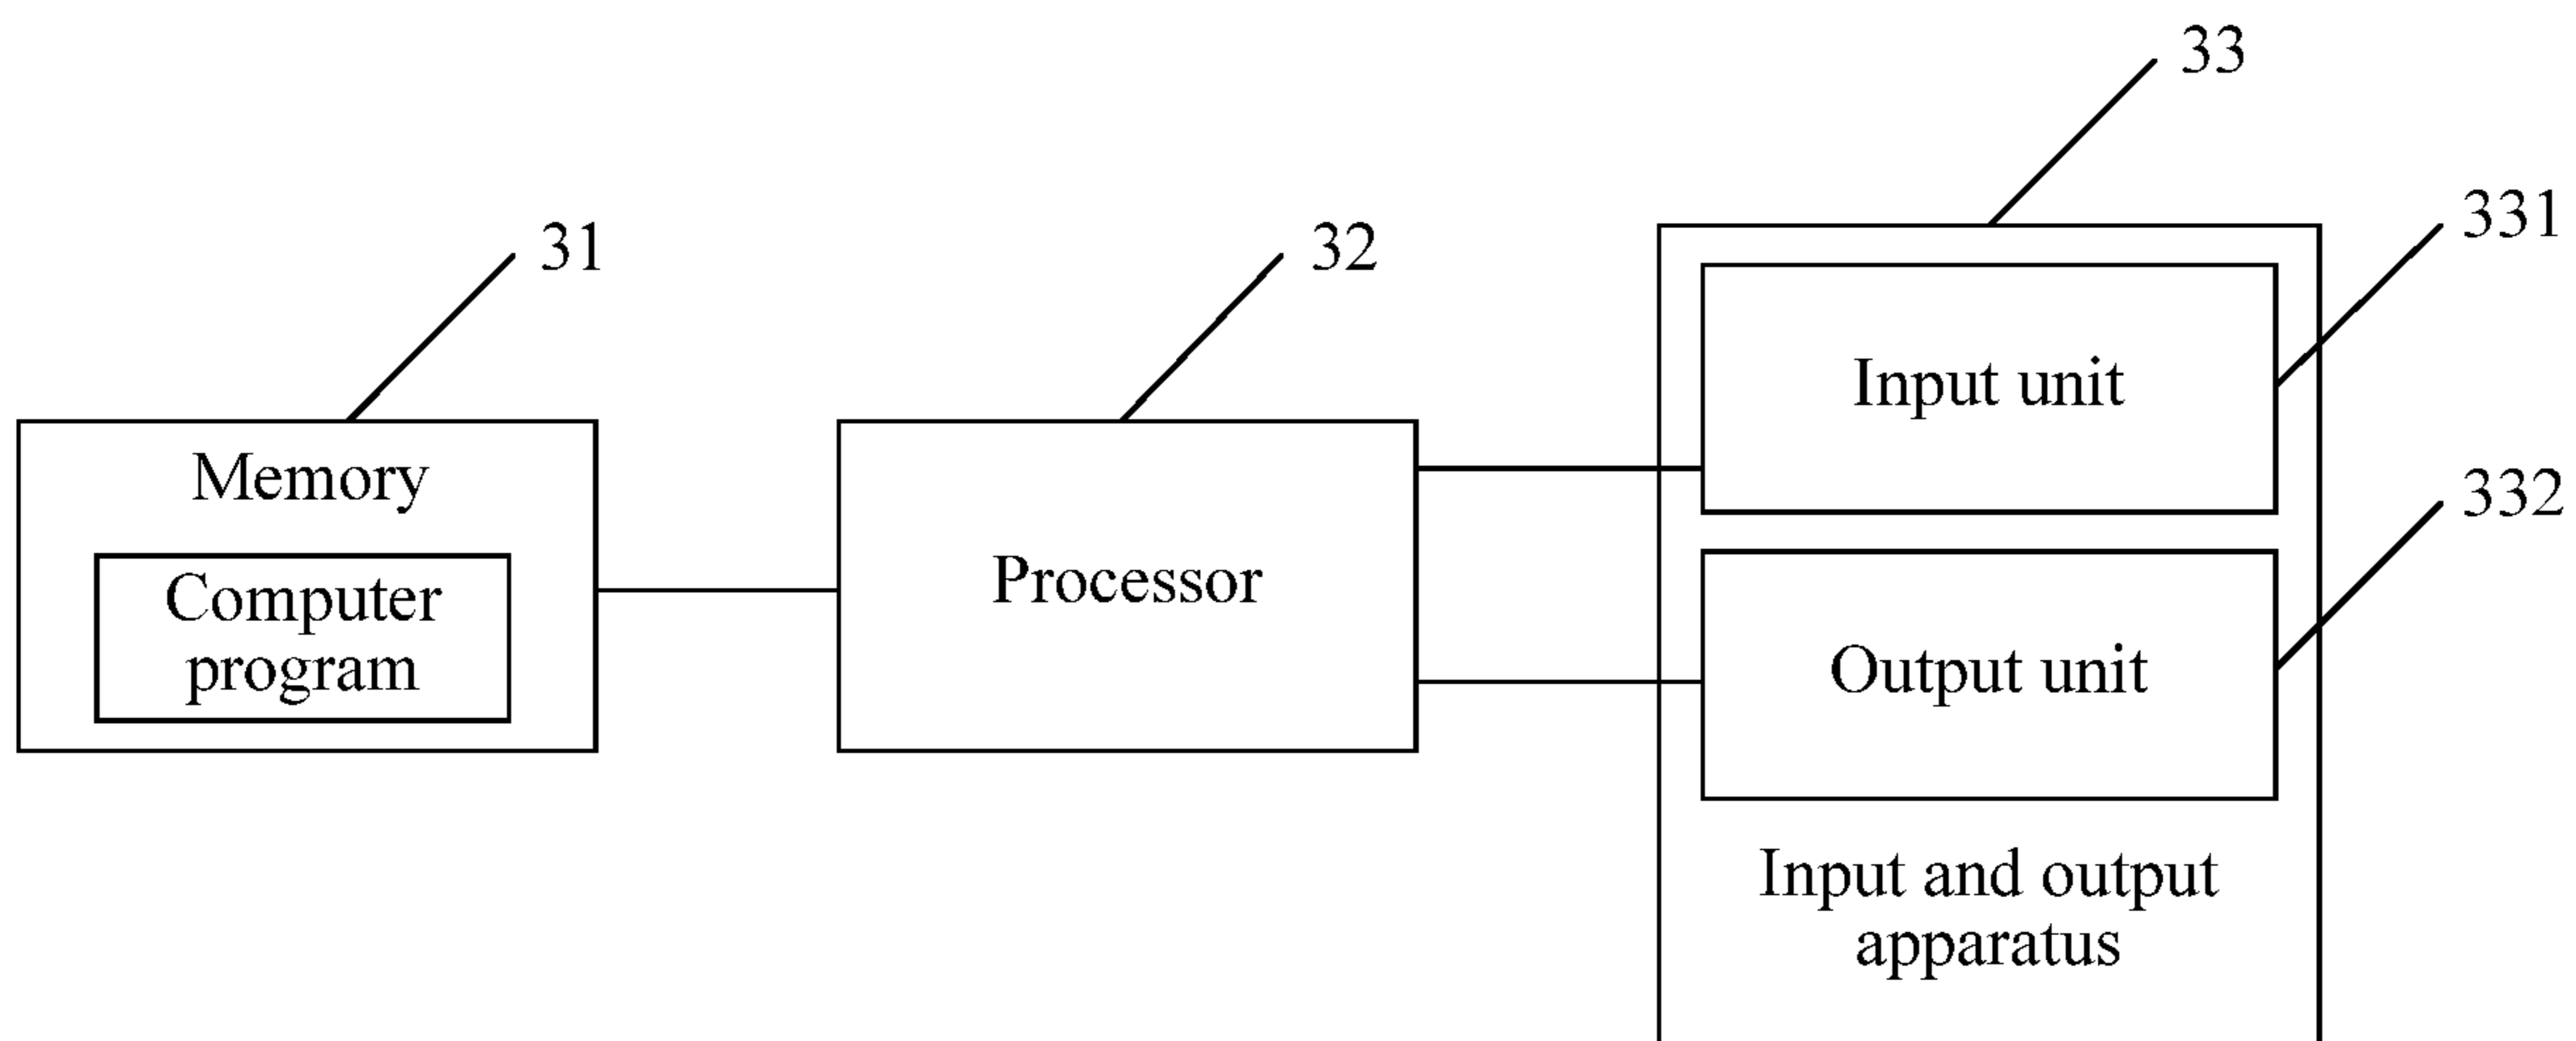 33
331
31
32
Input unit
Memory
332
Computer
program
Processor
Output unit
Input and output
apparatus